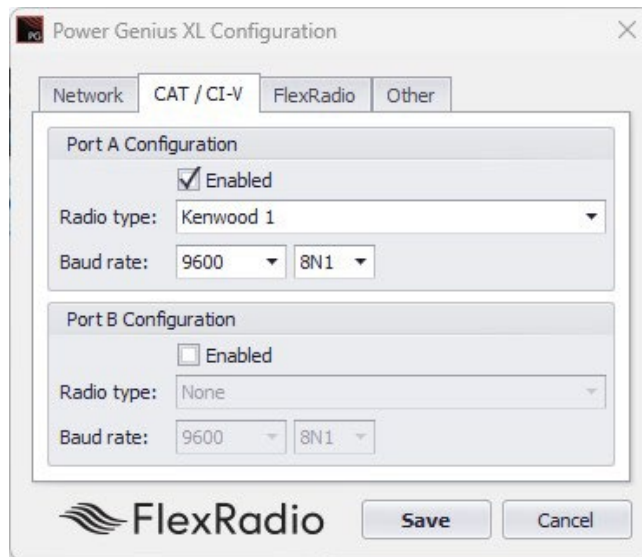 PG
Power Genius XL Configuration
Network CAT / CI-V FlexRadio Other
Port A Configuration
Enabled
Radio type: Kenwood 1
Baud rate: 9600 8N1
Port B Configuration
Enabled
Radio type: None
Baud rate: 9600 8N1
FlexRadio Save Cancel